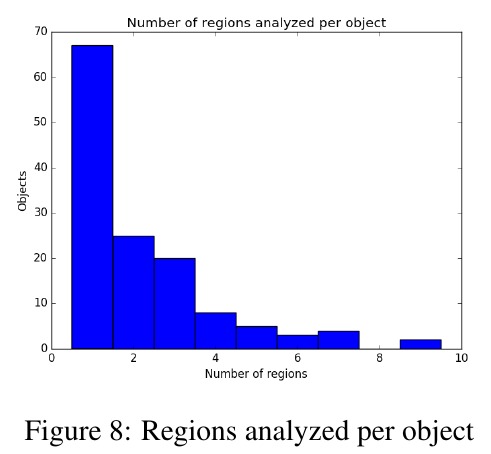 Number of regions analyzed per object
70
60
50
40
30
20
10
0
Objects
0 2 4 6 8 10
Number of regions
Figure 8: Regions analyzed per object